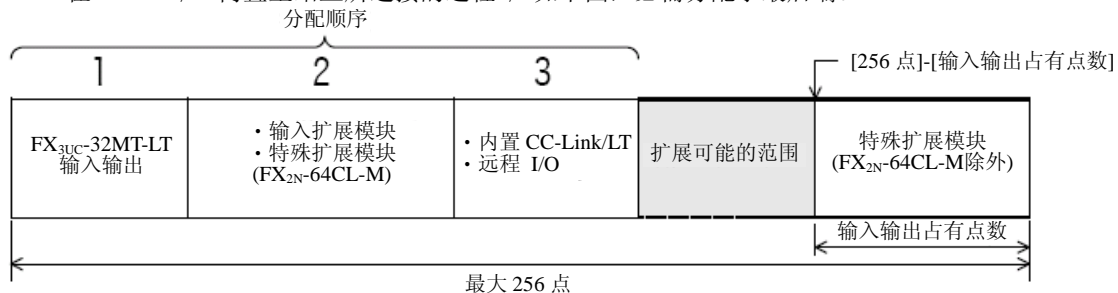 分配顺序
1
2
3
[256 点]-[输入输出占有点数]
FX3UC-32MT-LT
输入输出
・输入扩展模块
・特殊扩展模块
(FX2N-64CL-M)
・内置 CC-Link/LT
・远程 I/O
扩展可能的范围
特殊扩展模块
(FX2N-64CL-M除外)
输入输出占有点数
最大 256 点